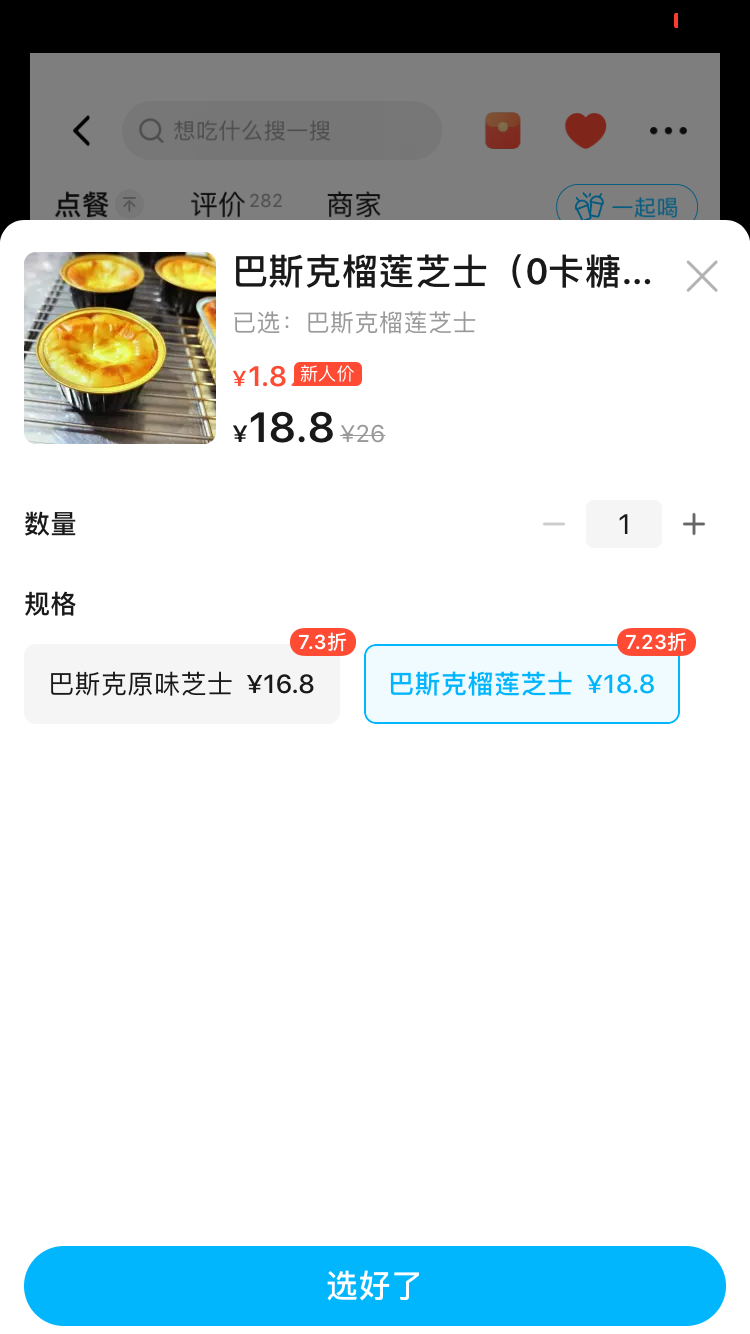 想吃什么搜一搜
点餐 不 评价 282 商家 一起喝
巴斯克榴莲芝士（0卡糖...
已选：巴斯克榴莲芝士
¥1.8 新人价
¥18.8 ¥26
数量 1
规格
7.3折 7.23折
巴斯克原味芝士 ¥16.8 巴斯克榴莲芝士 ¥18.8
选好了